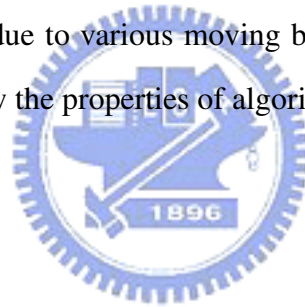 due to various moving b
y the properties of algori
1896